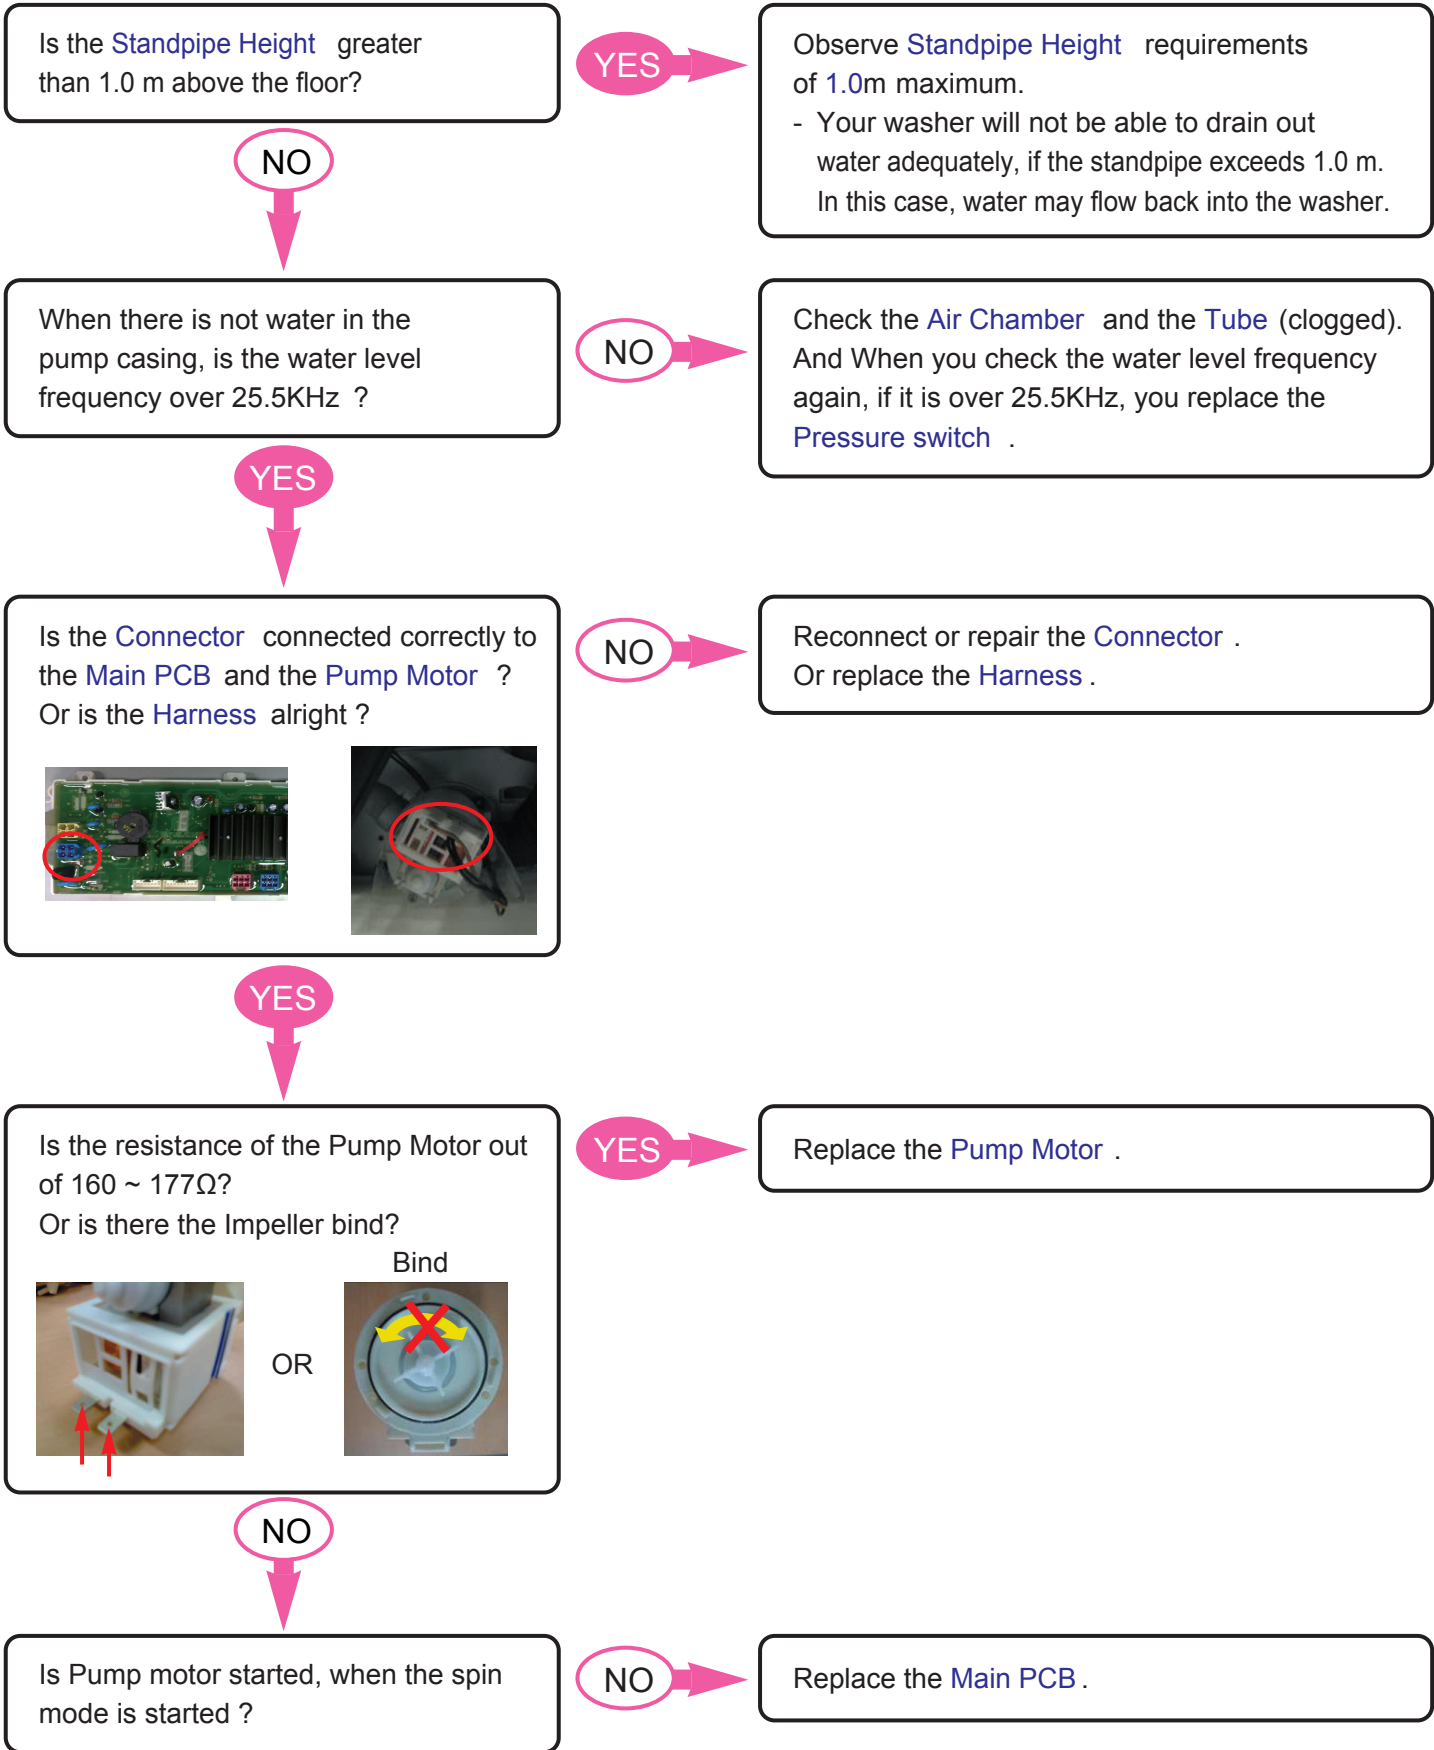 Is the Standpipe Height greater
than 1.0 m above the floor?
YES
Observe Standpipe Height requirements
of 1.0m maximum.
- Your washer will not be able to drain out
water adequately, if the standpipe exceeds 1.0 m.
In this case, water may flow back into the washer.
NO
When there is not water in the
pump casing, is the water level
frequency over 25.5KHz ?
NO
Check the Air Chamber and the Tube (clogged).
And When you check the water level frequency
again, if it is over 25.5KHz, you replace the
Pressure switch .
YES
Is the Connector connected correctly to
the Main PCB and the Pump Motor ?
Or is the Harness alright ?
NO
Reconnect or repair the Connector .
Or replace the Harness .
YES
Is the resistance of the Pump Motor out
of 160 ~ 177Ω?
Or is there the Impeller bind?
Bind
OR
YES
Replace the Pump Motor .
NO
Is Pump motor started, when the spin
mode is started ?
NO
Replace the Main PCB .